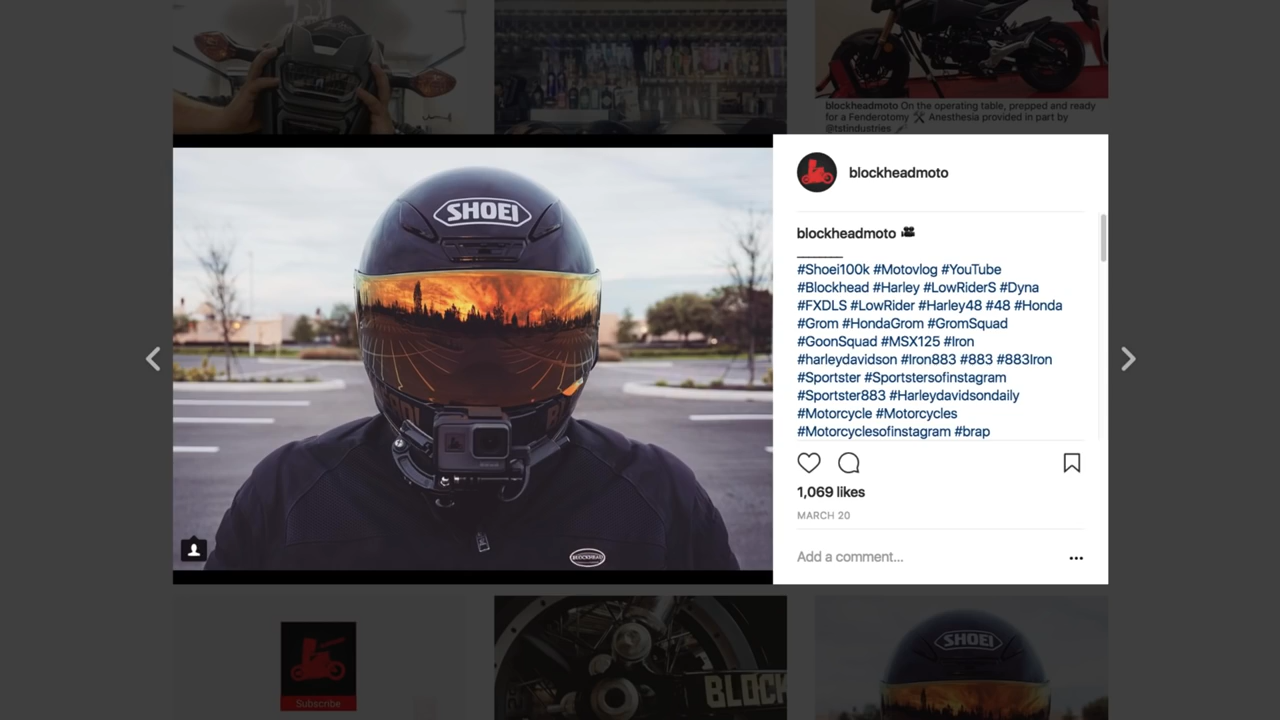 blockheadmoto On the operating table, prepped and ready
for a Fenderotomy 🛠 Anesthesia provided in part by
@tstindustries
SHOEI
blockheadmoto
blockheadmoto 🎥
#Shoei100k #Motovlog #YouTube
#Blockhead #Harley #LowRiderS #Dyna
#FXDLS #LowRider #Harley48 #48 #Honda
#Grom #HondaGrom #GromSquad
#GoonSquad #MSX125 #Iron
#harleydavidson #Iron883 #883 #883Iron
#Sportster #Sportstersofinstagram
#Sportster883 #Harleydavidsondaily
#Motorcycle #Motorcycles
#Motorcyclesofinstagram #brap
1,069 likes
MARCH 20
Add a comment...
BLOCKHEAD
Subscribe
BLOCK
SHOEI